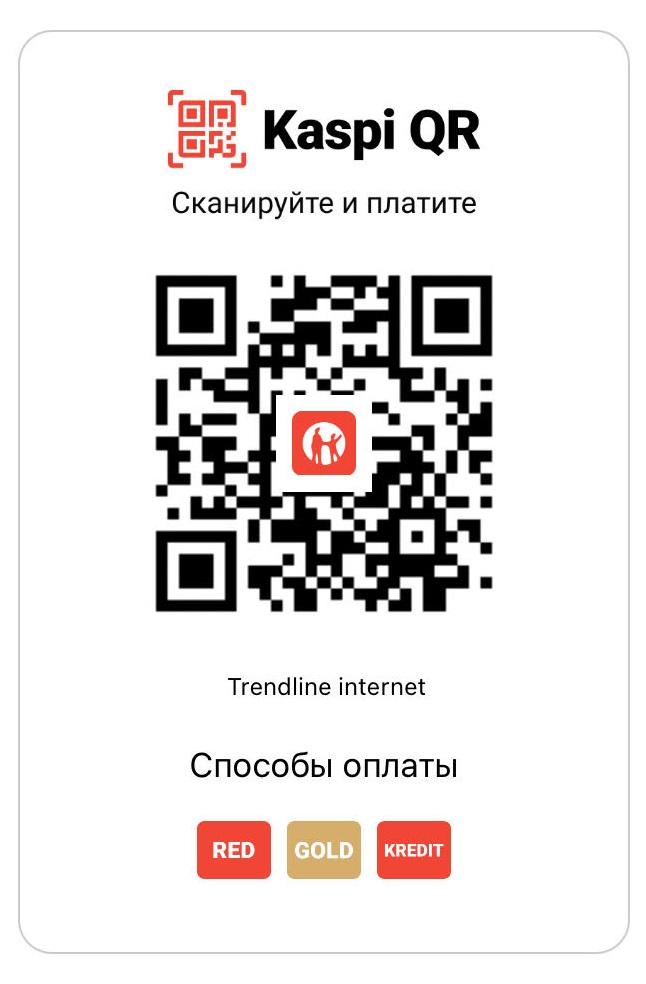 Kaspi QR
Сканируйте и платите
Trendline internet
Способы оплаты
RED GOLD KREDIT